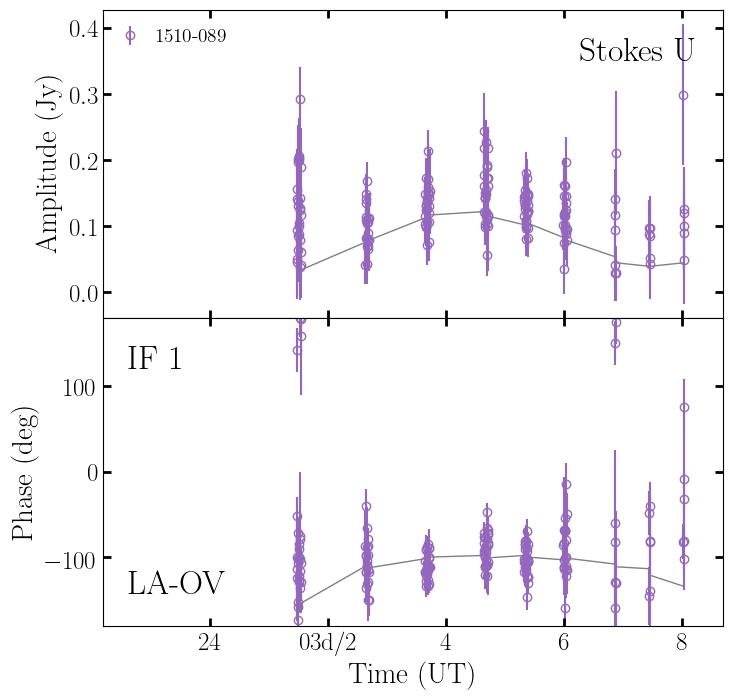 1510-089
Stokes U
Amplitude (Jy)
0.4
0.3
0.2
0.1
0.0
IF 1
LA-OV
Phase (deg)
100
0
−100
24
03d/2
4
6
8
Time (UT)